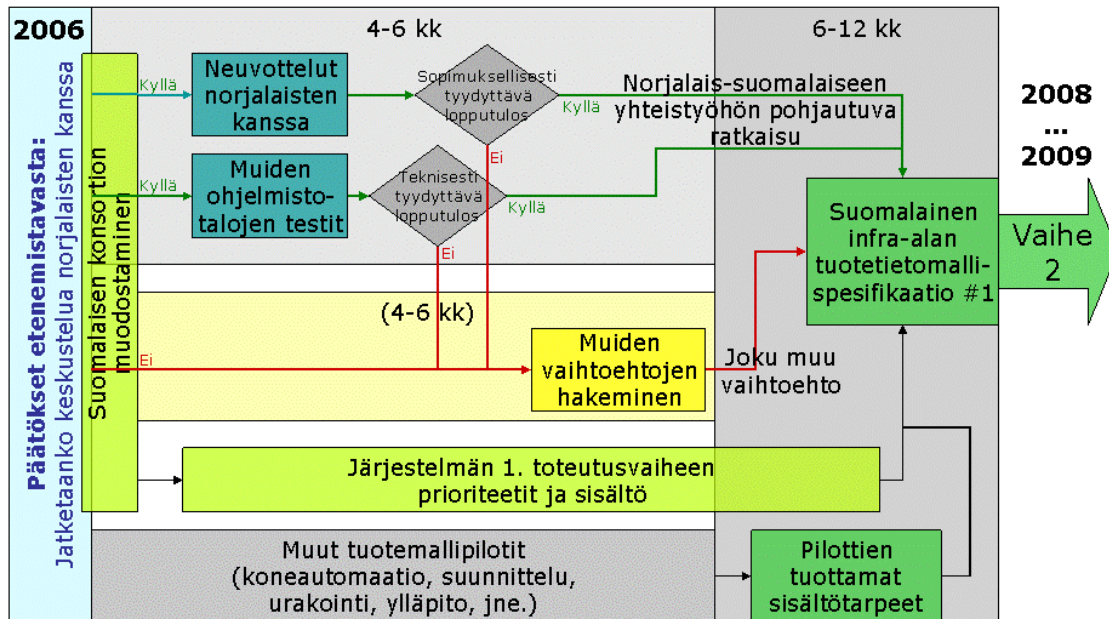 2006
Päätökset etenemistavasta:
Jatketaanko keskustelua norjalaisten kanssa
Suomalaisen konsortion
muodostaminen
4-6 kk
Kyllä
Neuvottelut
norjalaisten
kanssa
Sopimuksellisesti
tyydyttävä
lopputulos
Kyllä
Ei
Norjalais-suomalaiseen
yhteistyöhön pohjautuva
ratkaisu
Kyllä
Muiden
ohjelmisto-
talojen testit
Teknisesti
tyydyttävä
lopputulos
Kyllä
Ei
(4-6 kk)
Ei
Muiden
vaihtoehtojen
hakeminen
Joku muu
vaihtoehto
Järjestelmän 1. toteutusvaiheen
prioriteetit ja sisältö
Muut tuotemallipilotit
(koneautomaatio, suunnittelu,
urakointi, ylläpito, jne.)
6-12 kk
Suomalainen
infra-alan
tuotetietomalli-
spesifikaatio #1
Pilottien
tuottamat
sisältötarpeet
2008
...
2009
Vaihe
2